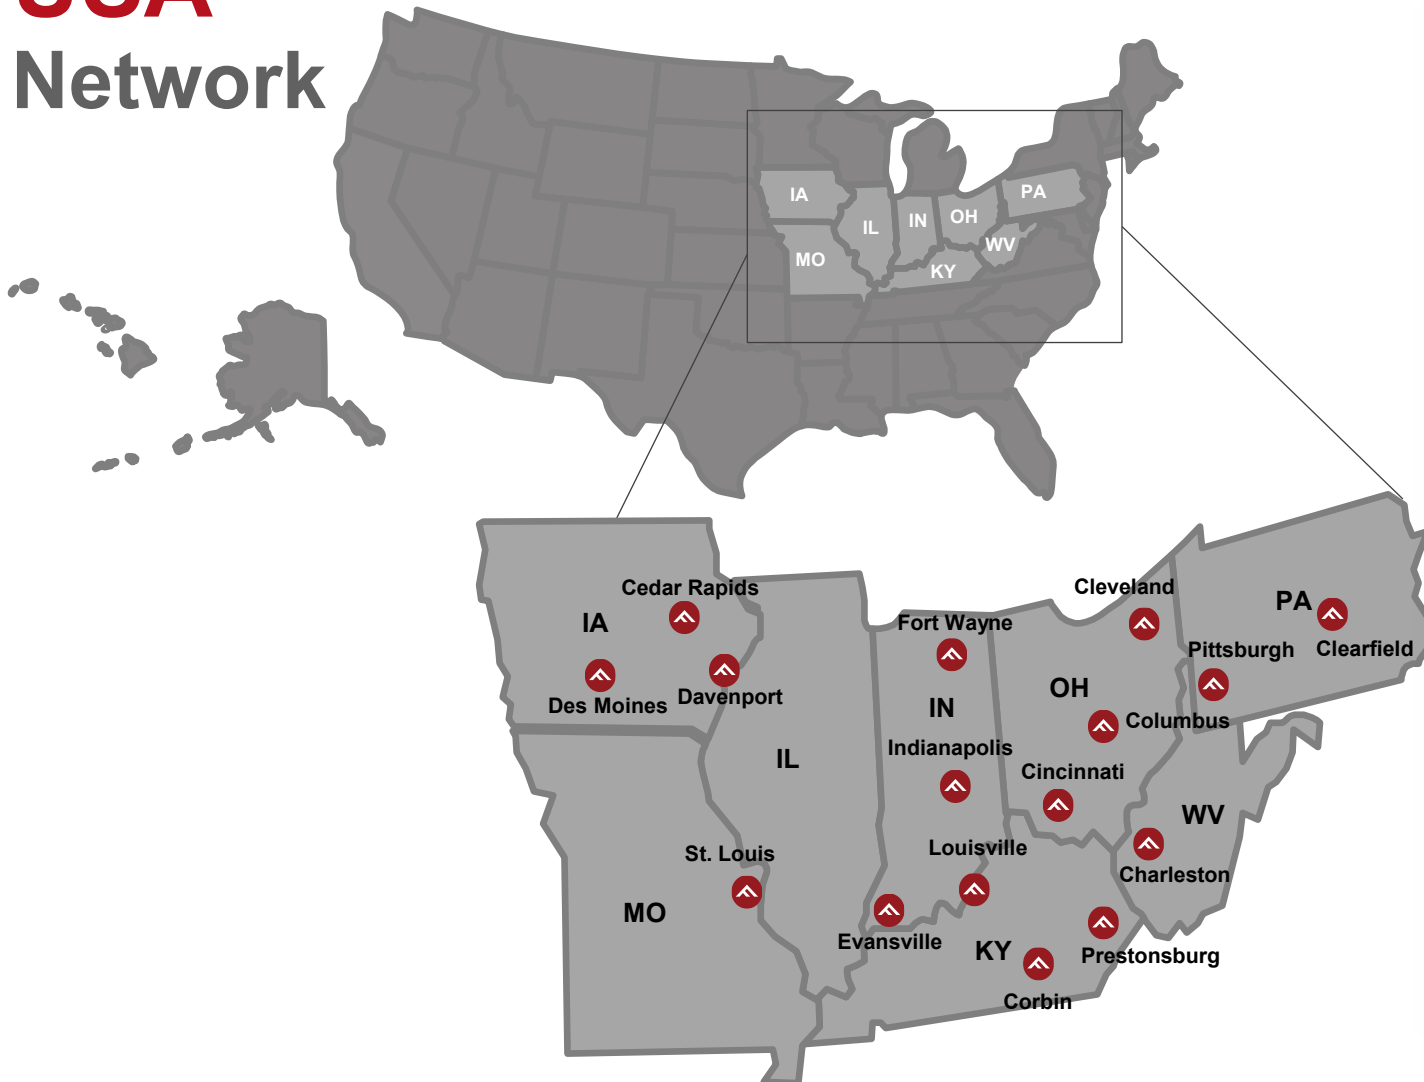 USA
Network
IA
PA
IL
IN
OH
WV
MO
KY
Cedar Rapids
Cleveland
IA
Fort Wayne
PA
Pittsburgh
Clearfield
Des Moines
Davenport
OH
IN
Columbus
Indianapolis
IL
Cincinnati
WV
St. Louis
Louisville
Charleston
MO
Evansville
KY
Prestonsburg
Corbin